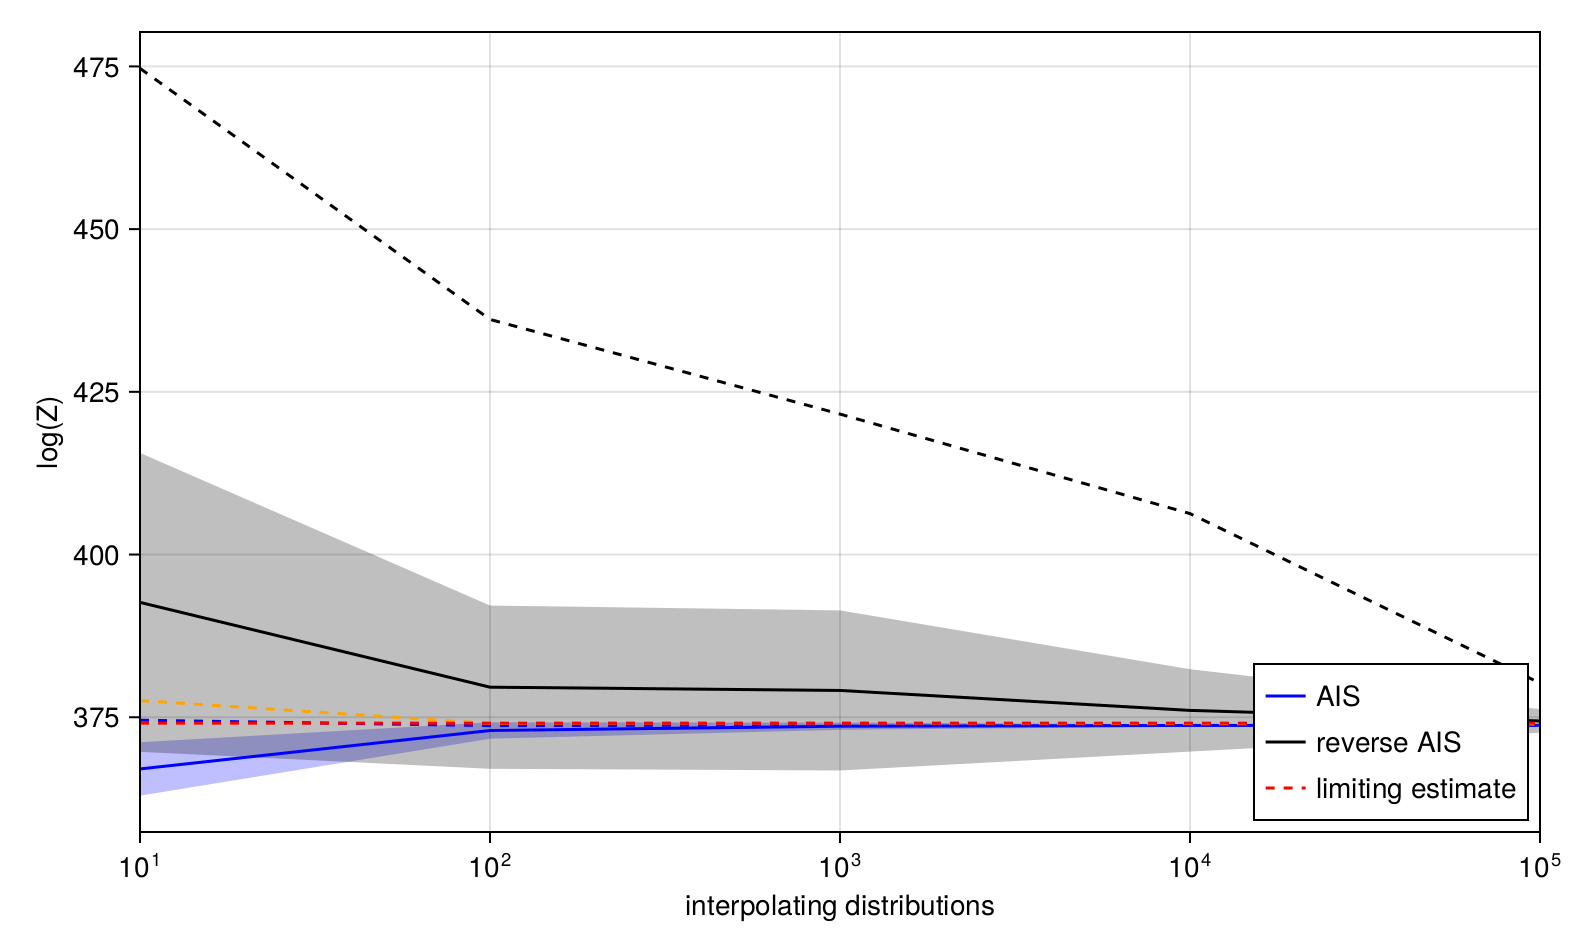 475
450
425
400
375
log(Z)
AIS
reverse AIS
limiting estimate
10¹
10²
10³
10⁴
10⁵
interpolating distributions